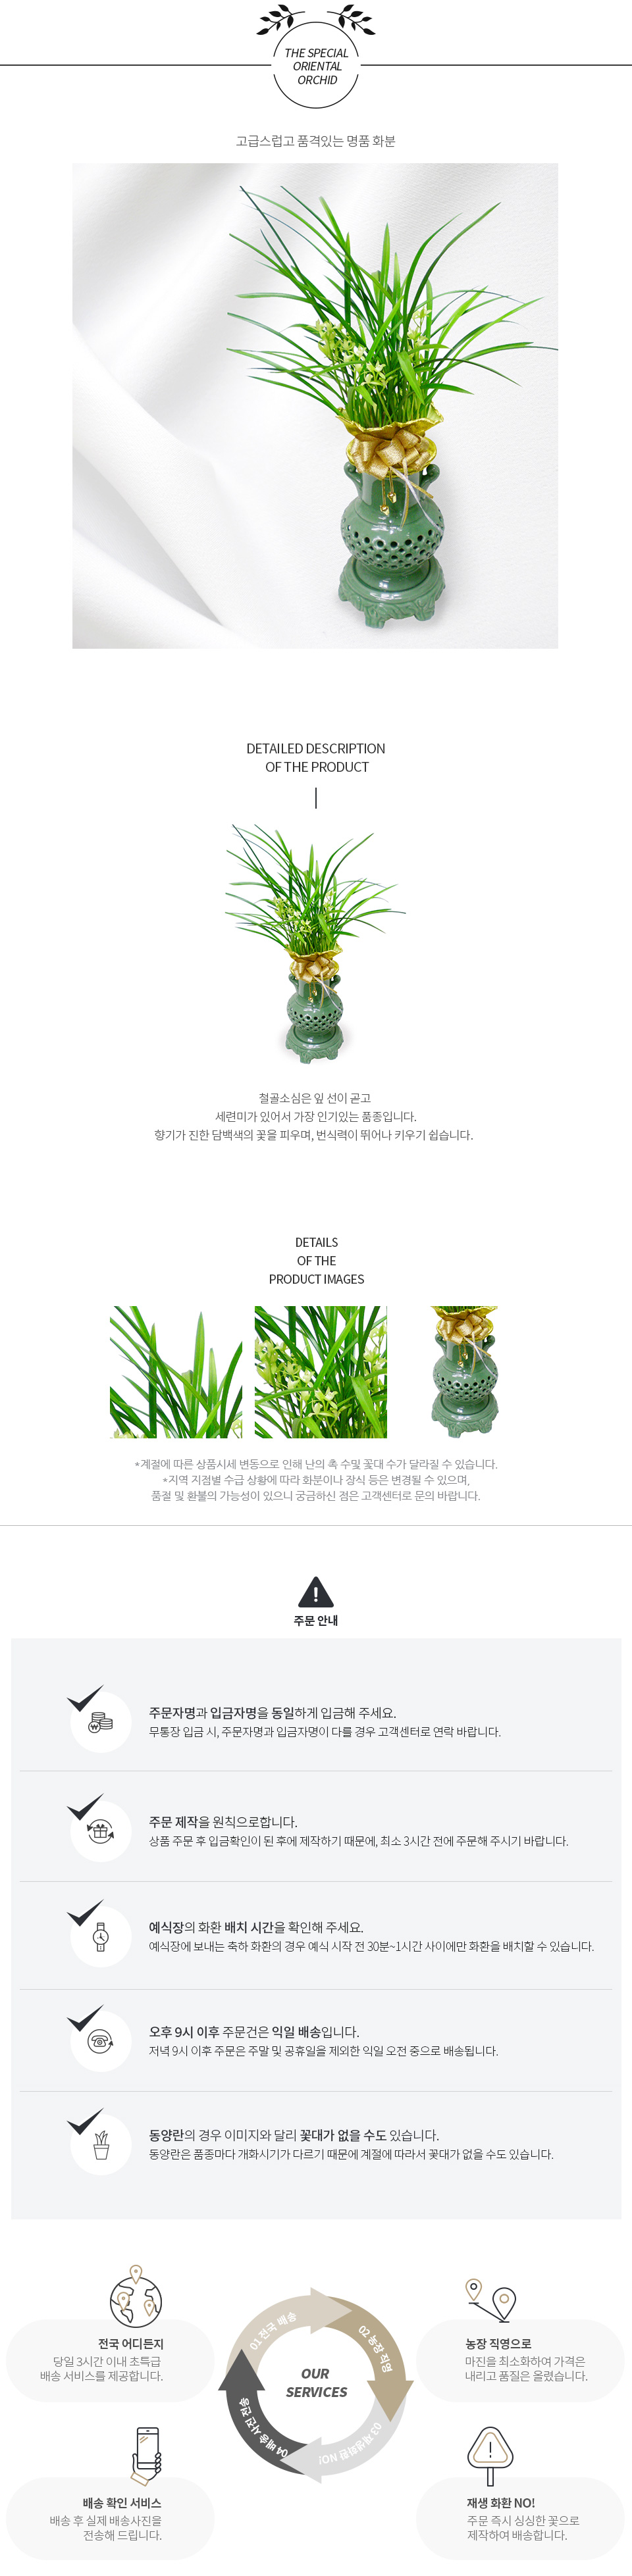 THE SPECIAL
ORIENTAL
ORCHID
고급스럽고 품격있는 명품 화분
DETAILED DESCRIPTION
OF THE PRODUCT
철골소심은 잎 선이 곧고
세련미가 있어서 가장 인기있는 품종입니다.
향기가 진한 담백색의 꽃을 피우며, 번식력이 뛰어나 키우기 쉽습니다.
DETAILS
OF THE
PRODUCT IMAGES
*계절에 따른 상품시세 변동으로 인해 난의 촉 수및 꽃대 수가 달라질 수 있습니다.
*지역 지점별 수급 상황에 따라 화분이나 장식 등은 변경될 수 있으며,
품절 및 환불의 가능성이 있으니 궁금하신 점은 고객센터로 문의 바랍니다.
주문 안내
주문자명과 입금자명을 동일하게 입금해 주세요.
무통장 입금 시, 주문자명과 입금자명이 다를 경우 고객센터로 연락 바랍니다.
주문 제작을 원칙으로합니다.
상품 주문 후 입금확인이 된 후에 제작하기 때문에, 최소 3시간 전에 주문해 주시기 바랍니다.
예식장의 화환 배치 시간을 확인해 주세요.
예식장에 보내는 축하 화환의 경우 예식 시작 전 30분~1시간 사이에만 화환을 배치할 수 있습니다.
오후 9시 이후 주문건은 익일 배송입니다.
저녁 9시 이후 주문은 주말 및 공휴일을 제외한 익일 오전 중으로 배송됩니다.
동양란의 경우 이미지와 달리 꽃대가 없을 수도 있습니다.
동양란은 품종마다 개화시기가 다르기 때문에 계절에 따라서 꽃대가 없을 수도 있습니다.
전국 어디든지
당일 3시간 이내 초특급
배송 서비스를 제공합니다.
01 전국 배송
02 농장 직영
OUR
SERVICES
03 재생화환 NO!
04 배송 사진 전송
농장 직영으로
마진을 최소화하여 가격은
내리고 품질은 올렸습니다.
배송 확인 서비스
배송 후 실제 배송사진을
전송해 드립니다.
재생 화환 NO!
주문 즉시 싱싱한 꽃으로
제작하여 배송합니다.